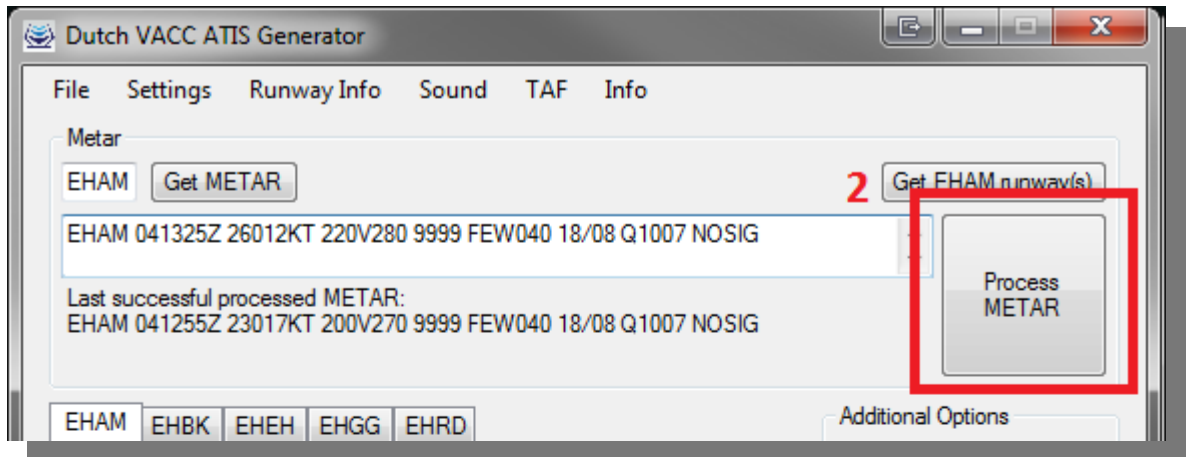 Dutch VACC ATIS Generator
File Settings Runway Info Sound TAF Info
Metar
EHAM Get METAR 2 Get EHAM runway(s)
EHAM 041325Z 26012KT 220V280 9999 FEW040 18/08 Q1007 NOSIG
Process
METAR
Last successful processed METAR:
EHAM 041255Z 23017KT 200V270 9999 FEW040 18/08 Q1007 NOSIG
EHAM EHBK EHEH EHGG EHRD Additional Options